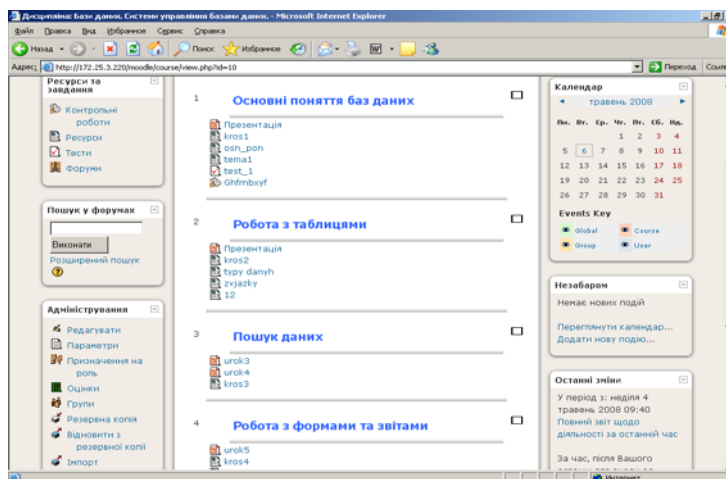 Дисципліна: Бази даних. Системи управління базами даних. - Microsoft Internet Explorer
Файл Правка Вид Избранное Сервис Справка
Назад Поиск Избранное
Адрес: http://172.25.3.220/moodle/course/view.php?id=10 Переход Ссылки
Ресурси та
завдання
Контрольні
роботи
Ресурси
Тести
Форуми
Пошук у форумах
Виконати
Розширений пошук
Адміністрування
Редагувати
Параметри
Призначення на
роль
Оцінки
Групи
Резервна копія
Відновити з
резервної копії
Імпорт
1 Основні поняття баз даних
Презентація
kros1
osn_pon
tema1
test_1
Ghfrnbxyf
2 Робота з таблицями
Презентація
kros2
typy danyh
zvjazky
12
3 Пошук даних
urok3
urok4
kros3
4 Робота з формами та звітами
urok5
kros4
Календар
травень 2008
Пн. Вт. Ср. Чт. Пт. Сб. Нд.
1 2 3 4
5 6 7 8 9 10 11
12 13 14 15 16 17 18
19 20 21 22 23 24 25
26 27 28 29 30 31
Events Key
Global Course
Group User
Незабаром
Немає нових подій
Переглянути календар...
Додати нову подію...
Останні зміни
У період з: неділя 4
травень 2008 09:40
Повний звіт щодо
діяльності за останній час
За час, після Вашого
Интернет